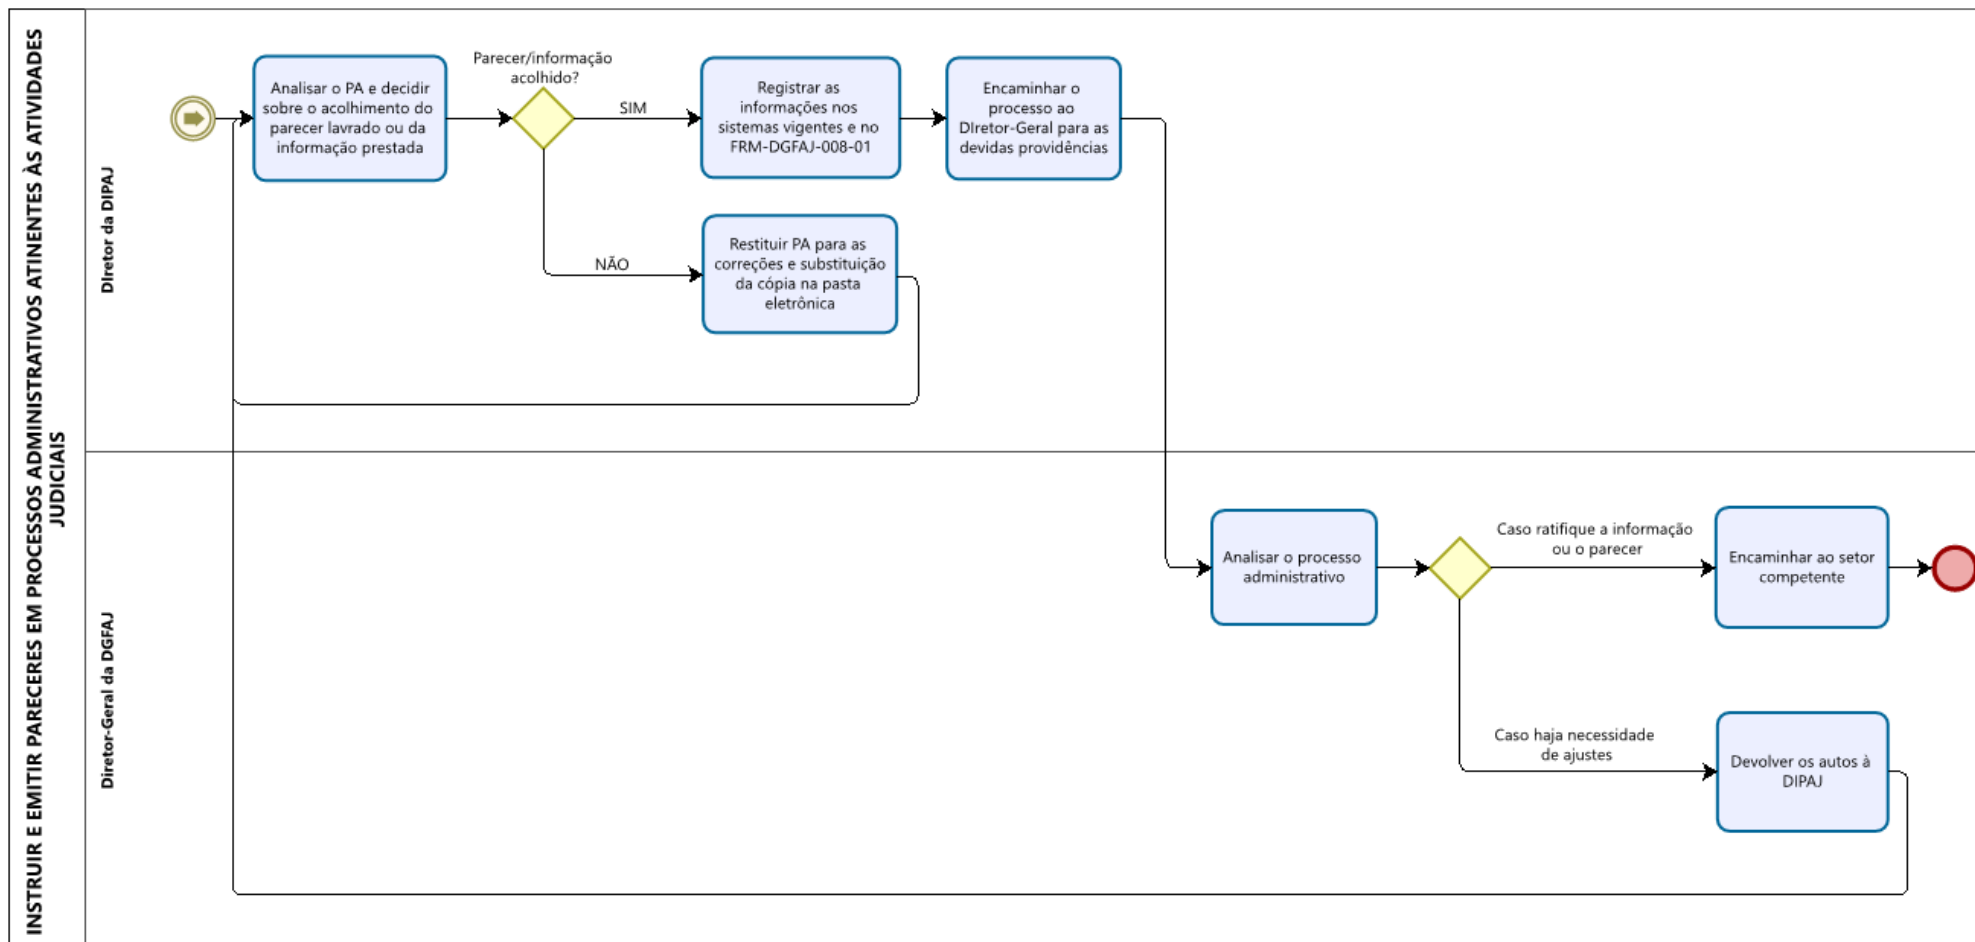 INSTRUIR E EMITIR PARECERES EM PROCESSOS ADMINISTRATIVOS ATINENTES ÀS ATIVIDADES
JUDICIAIS
DIretor da DIPAJ
Analisar o PA e decidir
sobre o acolhimento do
parecer lavrado ou da
informação prestada
Parecer/informação
acolhido?
SIM
Registrar as
informações nos
sistemas vigentes e no
FRM-DGFAJ-008-01
Encaminhar o
processo ao
DIretor-Geral para as
devidas providências
NÃO
Restituir PA para as
correções e substituição
da cópia na pasta
eletrônica
Diretor-Geral da DGFAJ
Analisar o processo
administrativo
Caso ratifique a informação
ou o parecer
Encaminhar ao setor
competente
Caso haja necessidade
de ajustes
Devolver os autos à
DIPAJ